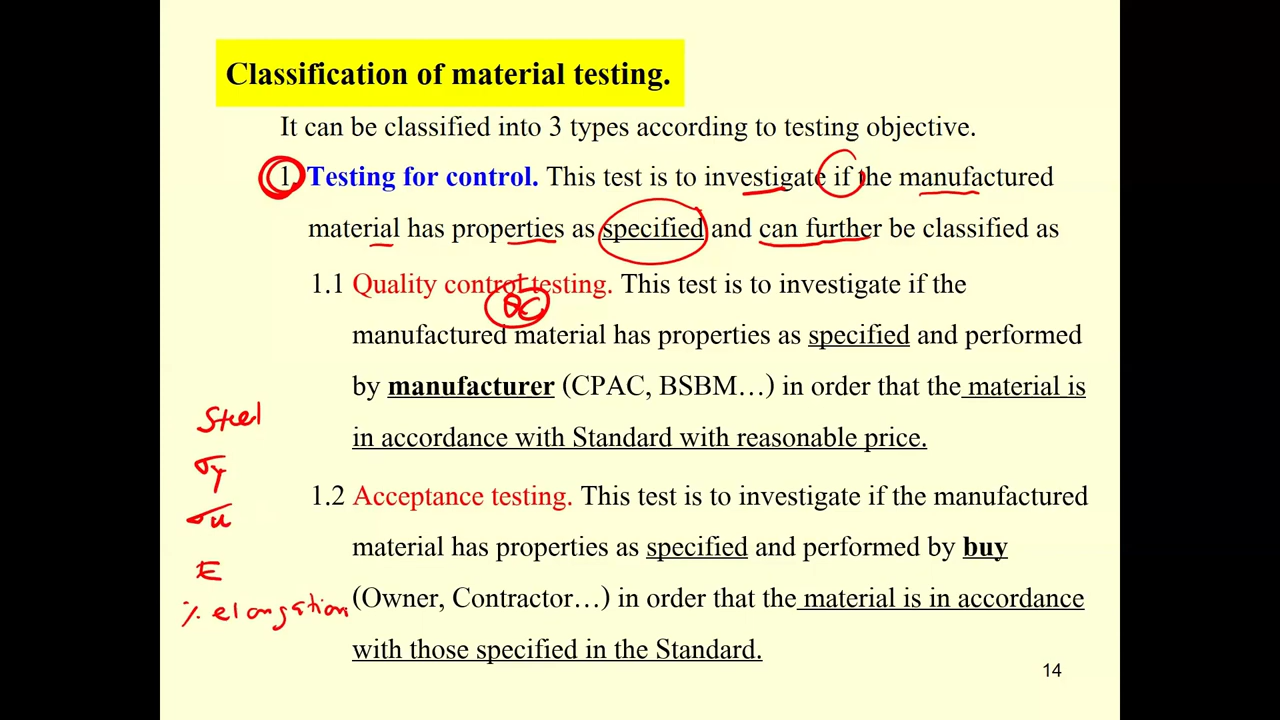 Classification of material testing.
It can be classified into 3 types according to testing objective.
1. Testing for control. This test is to investigate if the manufactured
material has properties as specified and can further be classified as
1.1 Quality control testing. This test is to investigate if the
QC
manufactured material has properties as specified and performed
by manufacturer (CPAC, BSBM…) in order that the material is
in accordance with Standard with reasonable price.
Steel
σy
σu
E
% elongation
1.2 Acceptance testing. This test is to investigate if the manufactured
material has properties as specified and performed by buy
(Owner, Contractor…) in order that the material is in accordance
with those specified in the Standard.
14